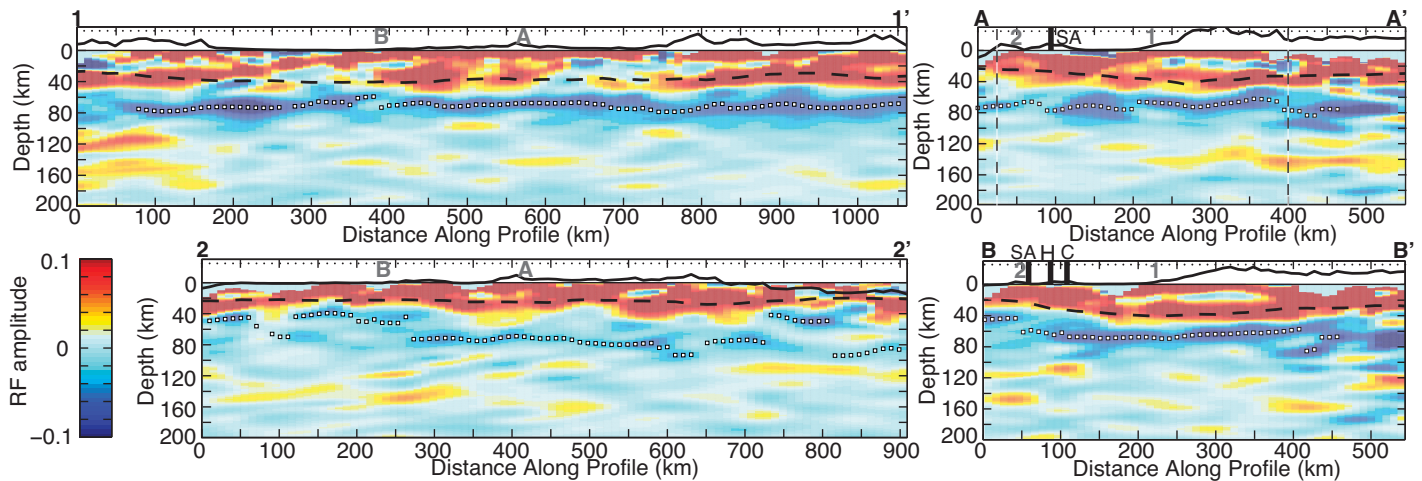 1 B A 1'
0
40
80
120
160
200
Depth (km)
0 100 200 300 400 500 600 700 800 900 1000
Distance Along Profile (km)
A 2 SA 1 A'
0
40
80
120
160
200
Depth (km)
0 100 200 300 400 500
Distance Along Profile (km)
0.1
0
−0.1
RF amplitude
2 B A 2'
0
40
80
120
160
200
Depth (km)
0 100 200 300 400 500 600 700 800 900
Distance Along Profile (km)
B SA H C B'
2 1
0
40
80
120
160
200
Depth (km)
0 100 200 300 400 500
Distance Along Profile (km)